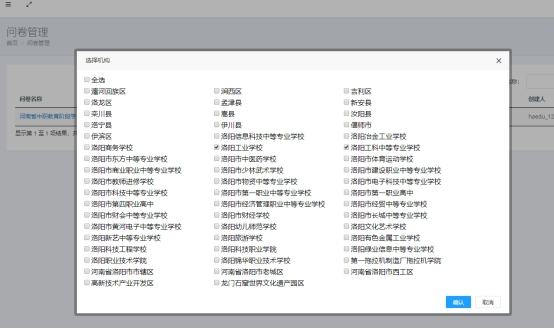 问卷管理
首页 / 问卷管理
选择机构
全选
瀍河回族区 涧西区 吉利区
洛龙区 孟津县 新安县
栾川县 嵩县 汝阳县
洛宁县 伊川县 偃师市
伊滨区 洛阳信息科技中等专业学校 洛阳冶金工业学校
洛阳商务学校 洛阳工业学校 洛阳工科中等专业学校
洛阳市东方中等专业学校 洛阳市中医药学校 洛阳市体育运动学校
洛阳市商业职业中等专业学校 洛阳市少林武术学校 洛阳市建设职业中等专业学校
洛阳市教师进修学校 洛阳市物资中等专业学校 洛阳市电子科技中等专业学校
洛阳市科技中等专业学校 洛阳市第一职业中等专业学校 洛阳市第一职业高中
洛阳市第四职业高中 洛阳市经济管理职业中等专业学校 洛阳市经贸中等专业学校
洛阳市财会中等专业学校 洛阳市财经学校 洛阳市长城中等专业学校
洛阳市黄河电子中等专业学校 洛阳幼儿师范学校 洛阳文化艺术学校
洛阳新艺中等专业学校 洛阳旅游学校 洛阳有色金属工业学校
洛阳科技工程学校 洛阳科技职业学院 洛阳绿业信息中等专业学校
洛阳职业技术学院 洛阳锦华职业技术学校 第一拖拉机制造厂拖拉机学院
河南省洛阳市市辖区 河南省洛阳市老城区 河南省洛阳市西工区
高新技术产业开发区 龙门石窟世界文化遗产园区
确认 取消
问卷名称 创建人
haedu_12
显示第 1 至 1 项结果，共